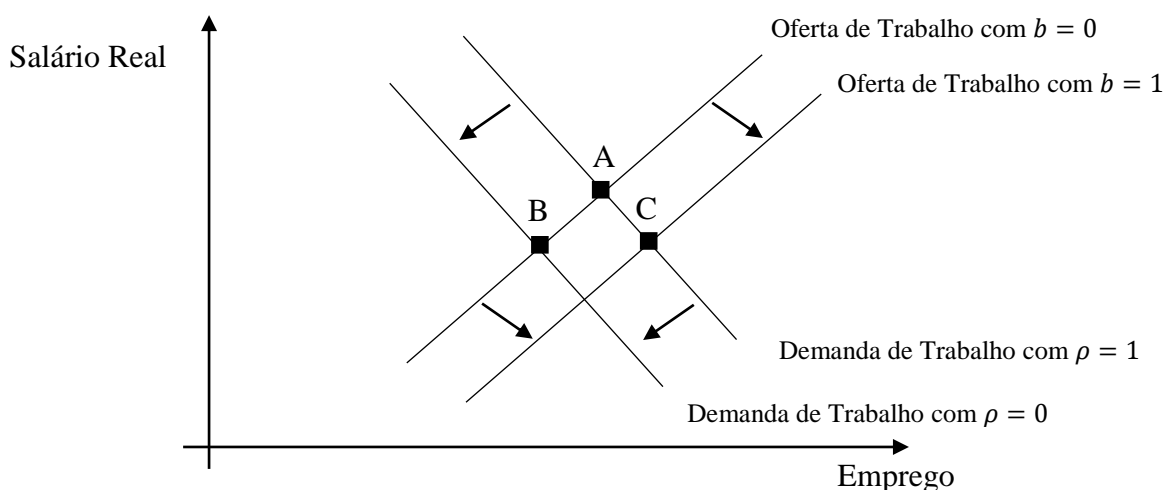 Oferta de Trabalho com 𝑏 = 0
Salário Real
Oferta de Trabalho com 𝑏 = 1
A
B
C
Demanda de Trabalho com 𝜌 = 1
Demanda de Trabalho com 𝜌 = 0
Emprego